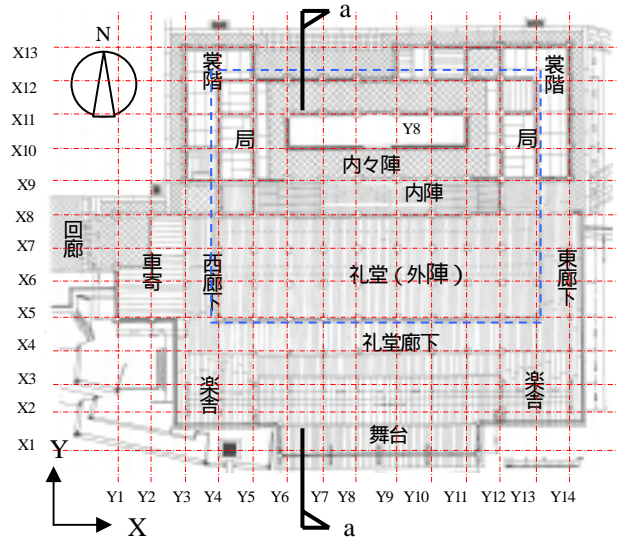 a
N
X13
裳階
裳階
X12
X11
局
Y8
局
X10
内々陣
X9
内陣
X8
回廊
X7
車寄
西廊下
礼堂(外陣)
東廊下
X6
X5
礼堂廊下
X4
X3
楽舎
楽舎
X2
舞台
X1
Y
X
Y1 Y2 Y3 Y4 Y5 Y6 Y7 Y8 Y9 Y10 Y11 Y12 Y13 Y14
a